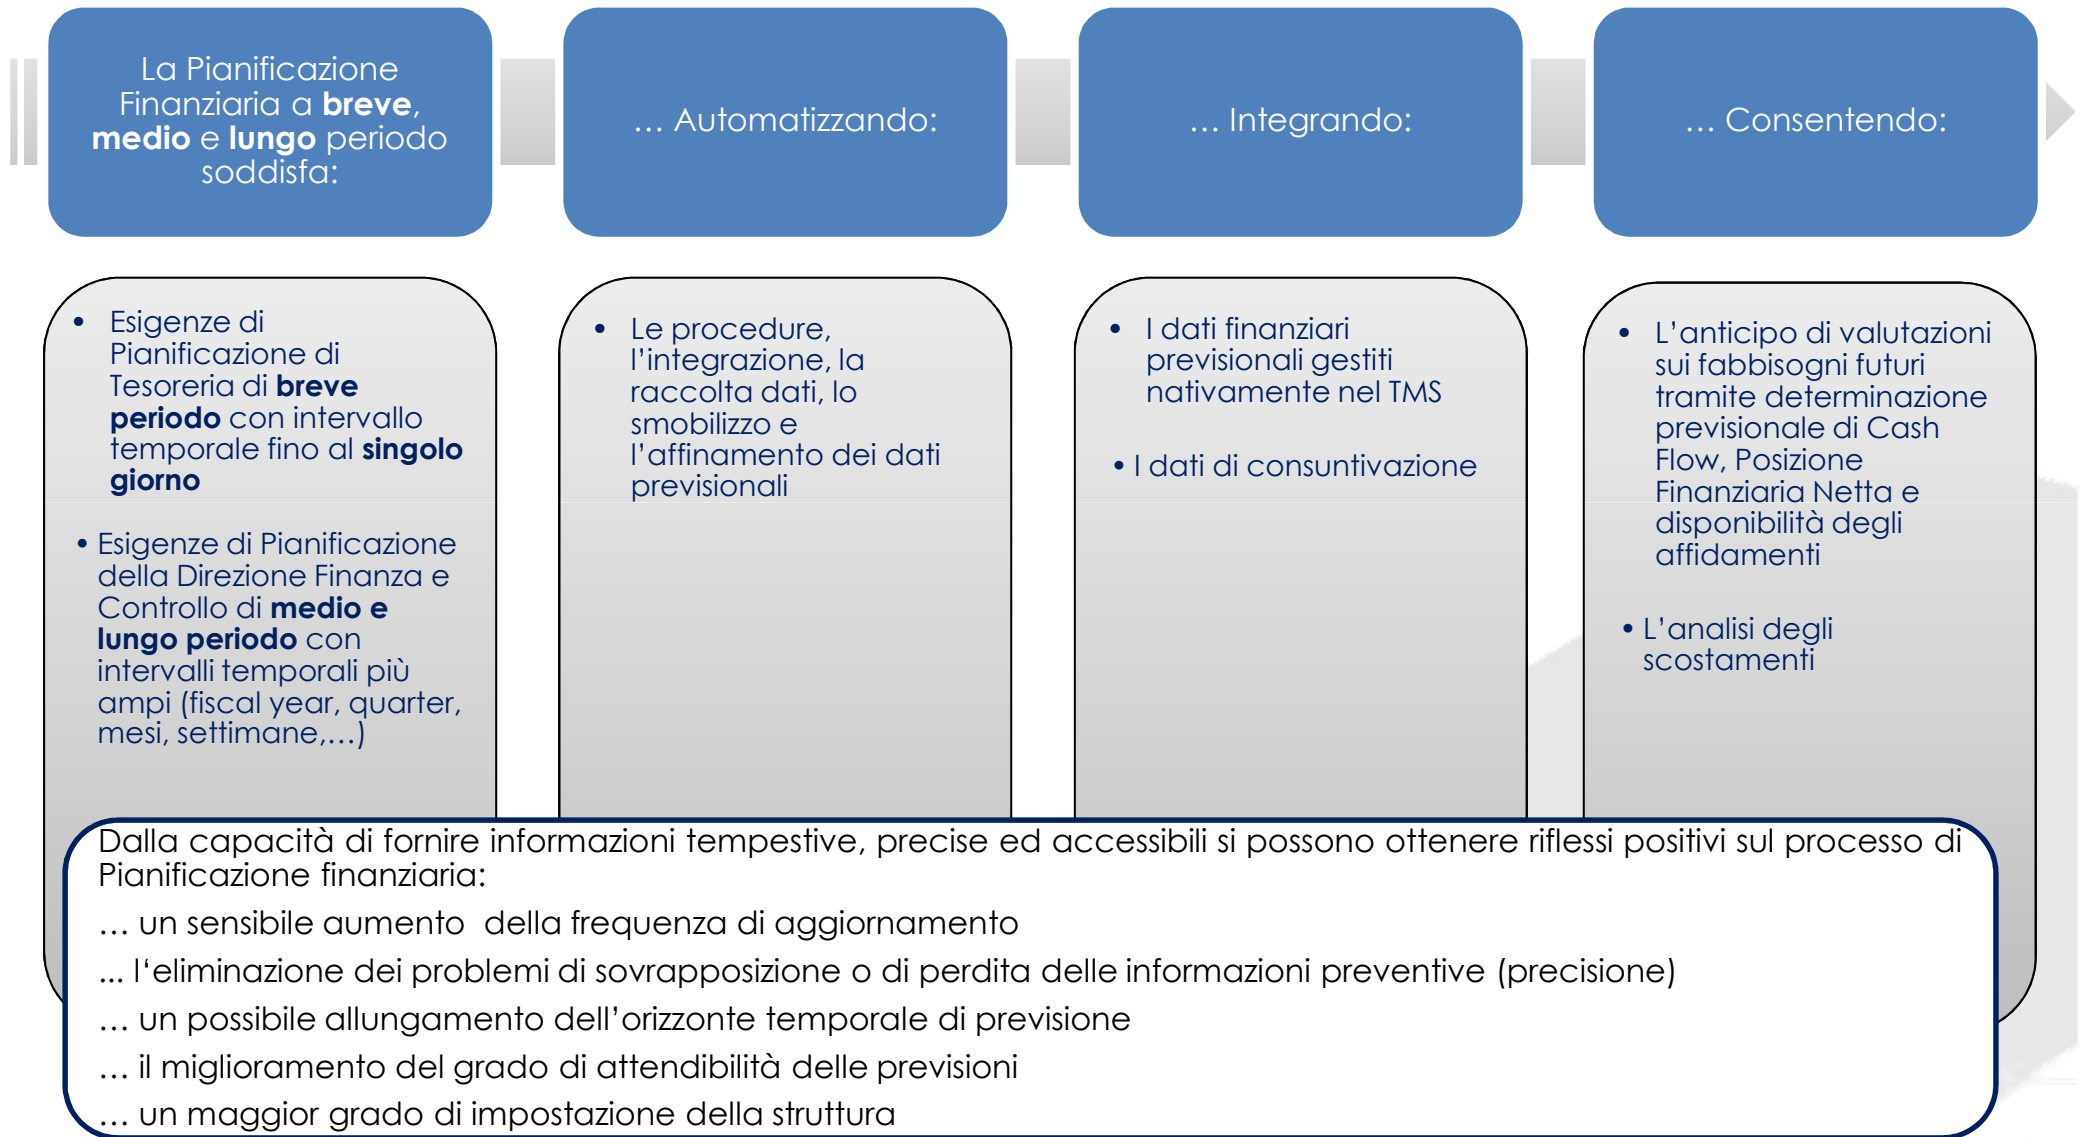 La Pianificazione
Finanziaria a breve,
medio e lungo periodo
soddisfa:
… Automatizzando:
… Integrando:
… Consentendo:
• Esigenze di
Pianificazione di
Tesoreria di breve
periodo con intervallo
temporale fino al singolo
giorno
• Esigenze di Pianificazione
della Direzione Finanza e
Controllo di medio e
lungo periodo con
intervalli temporali più
ampi (fiscal year, quarter,
mesi, settimane,…)
• Le procedure,
l’integrazione, la
raccolta dati, lo
smobilizzo e
l’affinamento dei dati
previsionali
• I dati finanziari
previsionali gestiti
nativamente nel TMS
• I dati di consuntivazione
• L’anticipo di valutazioni
sui fabbisogni futuri
tramite determinazione
previsionale di Cash
Flow, Posizione
Finanziaria Netta e
disponibilità degli
affidamenti
• L’analisi degli
scostamenti
Dalla capacità di fornire informazioni tempestive, precise ed accessibili si possono ottenere riflessi positivi sul processo di
Pianificazione finanziaria:
… un sensibile aumento  della frequenza di aggiornamento
... l‘eliminazione dei problemi di sovrapposizione o di perdita delle informazioni preventive (precisione)
… un possibile allungamento dell’orizzonte temporale di previsione
… il miglioramento del grado di attendibilità delle previsioni
… un maggior grado di impostazione della struttura